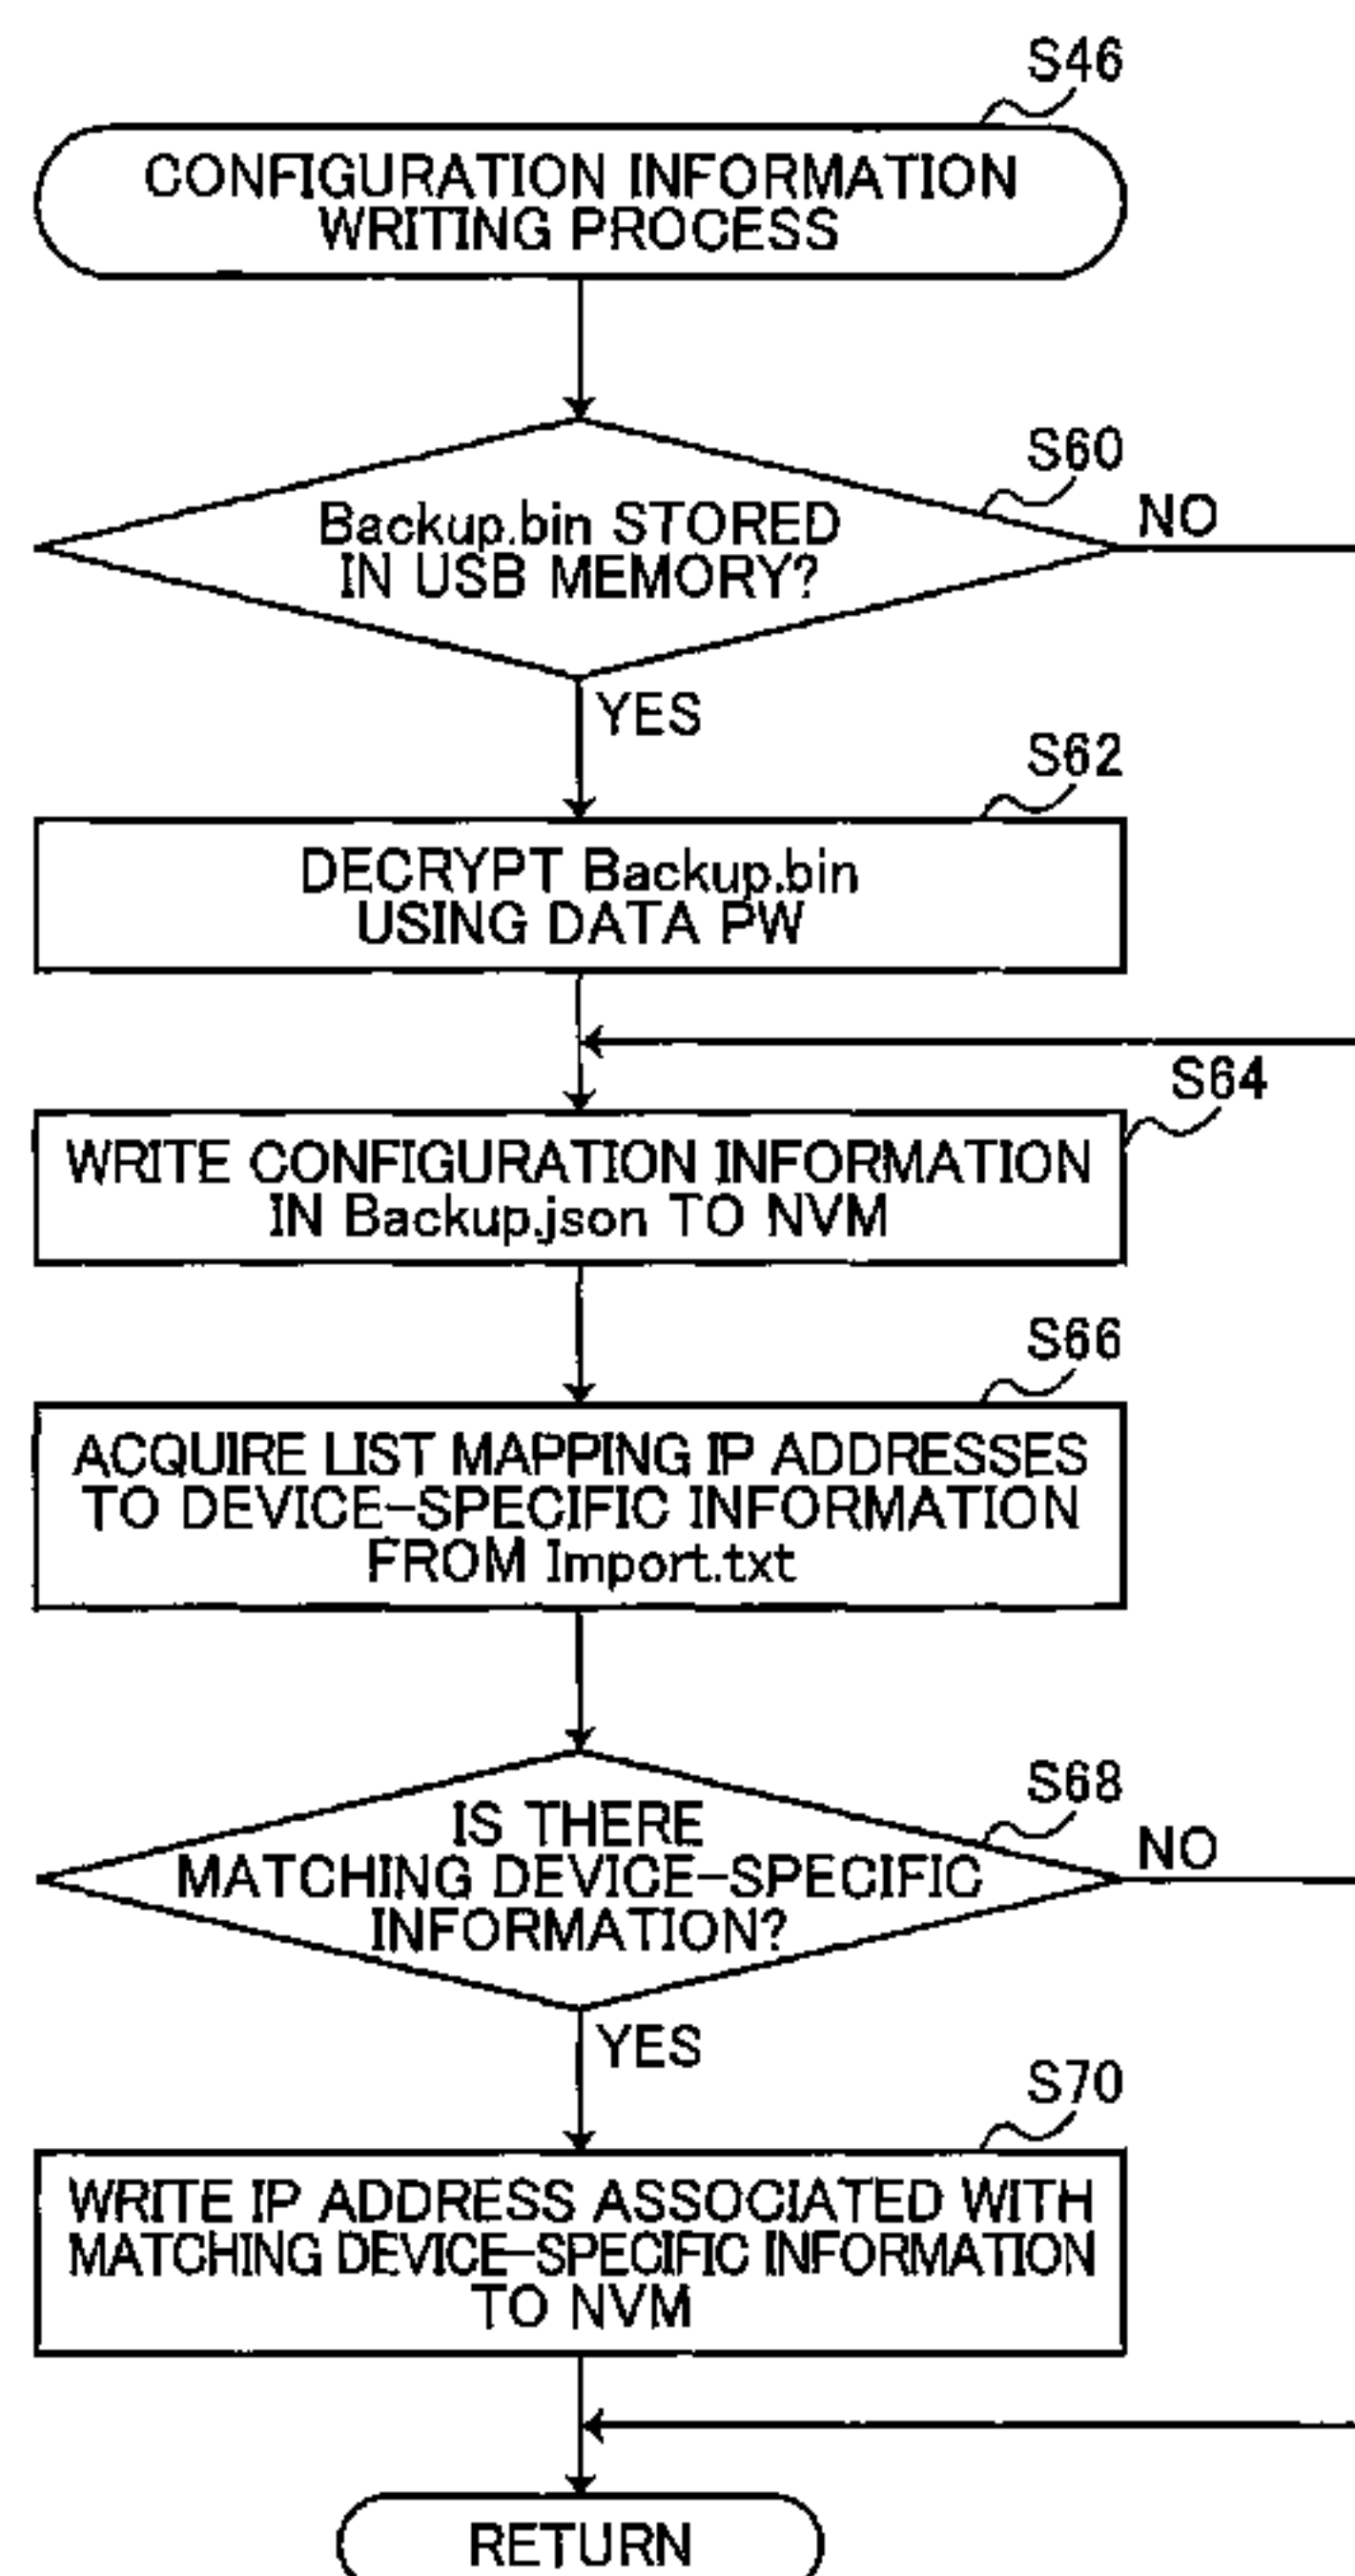 S46
CONFIGURATION INFORMATION
WRITING PROCESS
S60
Backup.bin STORED
IN USB MEMORY?
NO
YES
S62
DECRYPT Backup.bin
USING DATA PW
S64
WRITE CONFIGURATION INFORMATION
IN Backup.json TO NVM
S66
ACQUIRE LIST MAPPING IP ADDRESSES
TO DEVICE-SPECIFIC INFORMATION
FROM Import.txt
S68
IS THERE
MATCHING DEVICE-SPECIFIC
INFORMATION?
NO
YES
S70
WRITE IP ADDRESS ASSOCIATED WITH
MATCHING DEVICE-SPECIFIC INFORMATION
TO NVM
RETURN